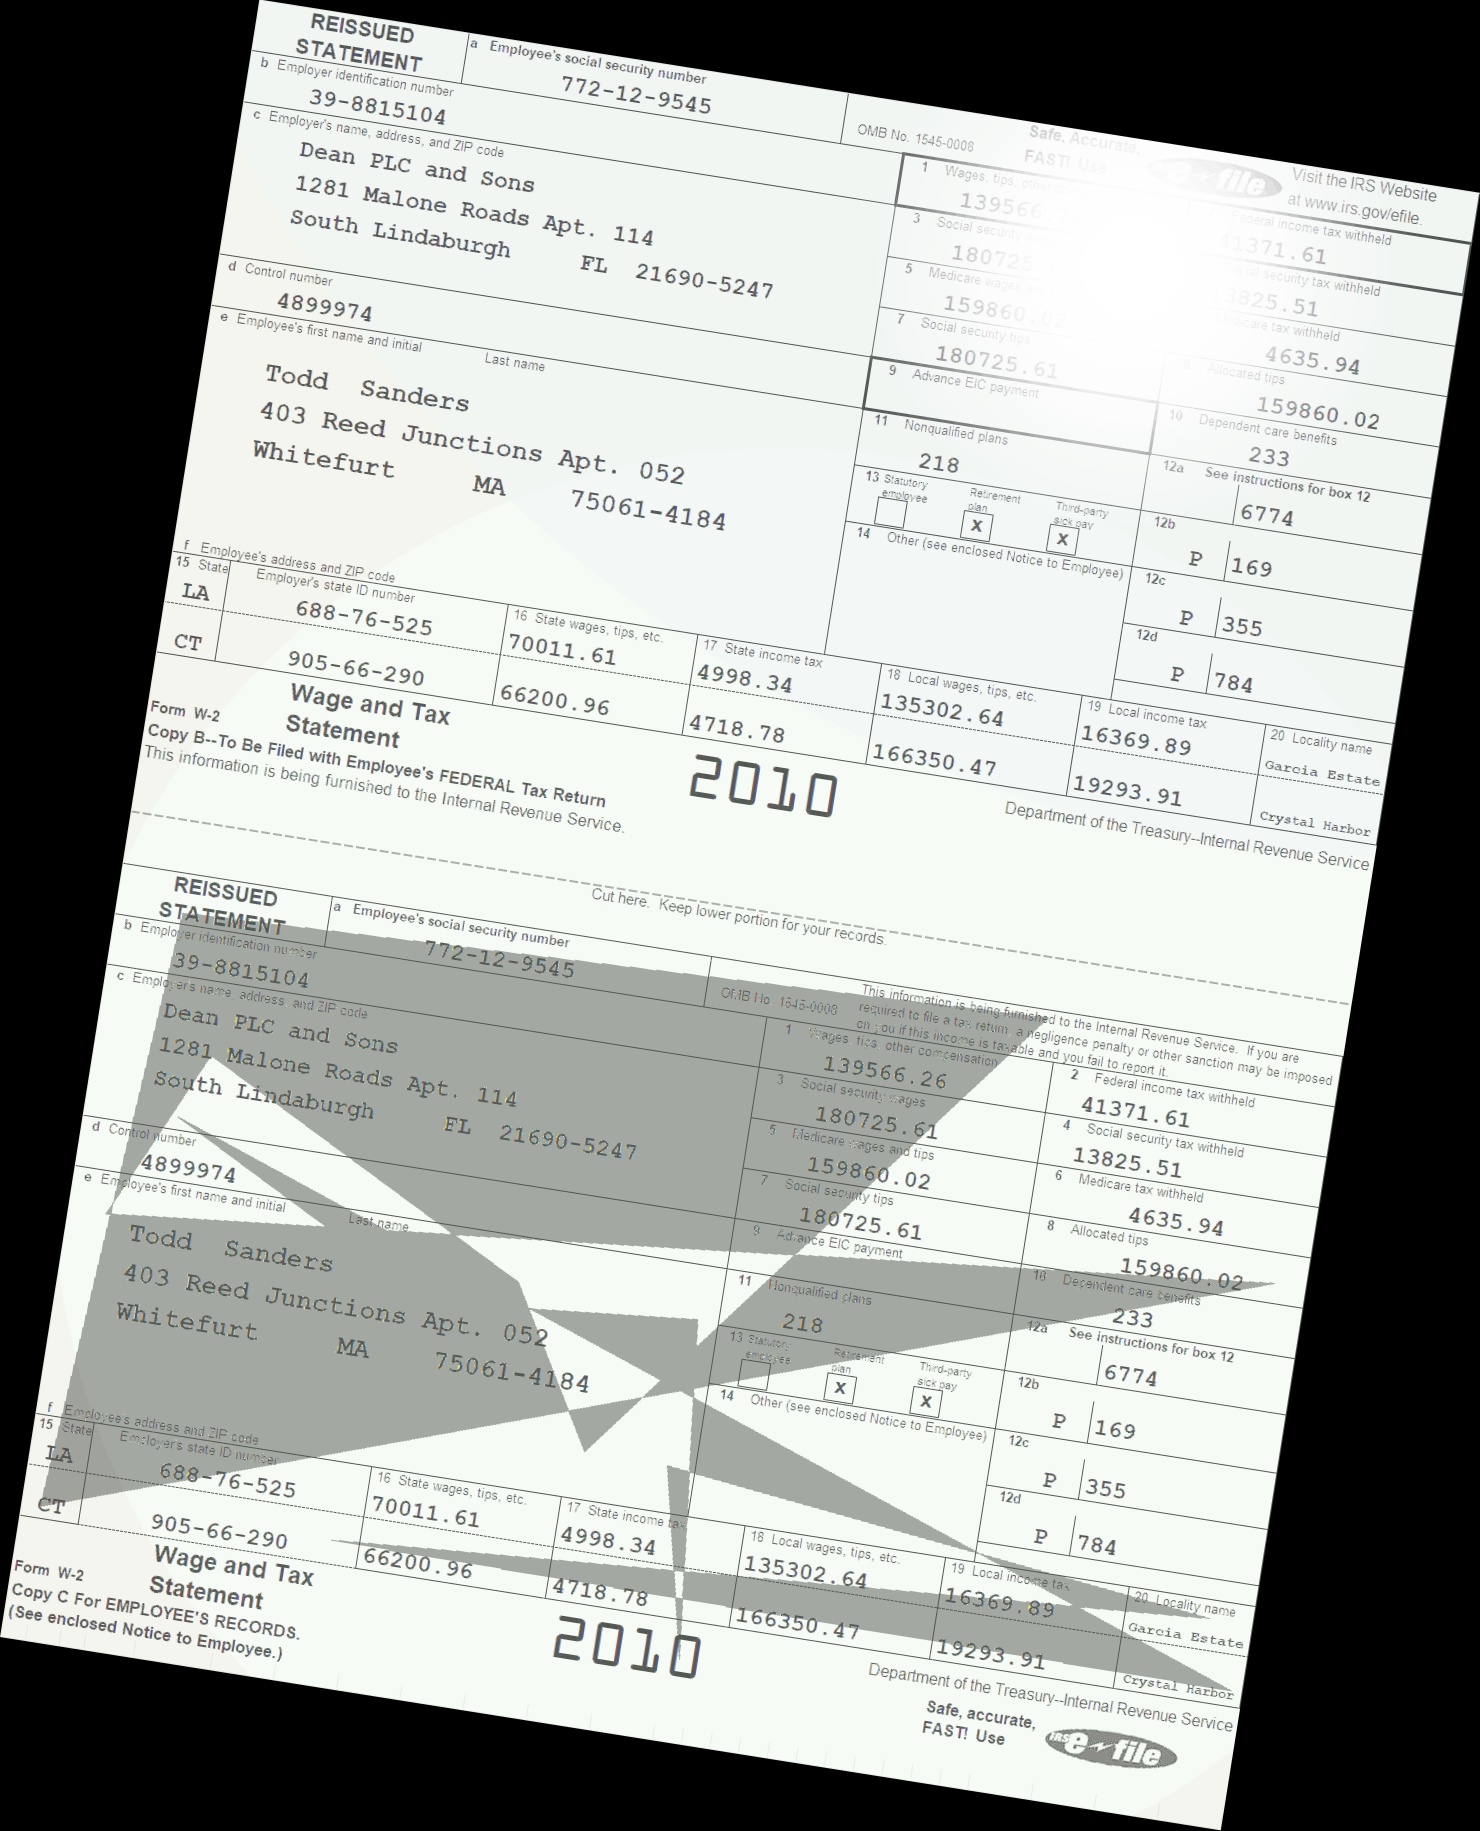 REISSUED
STATEMENT
a Employee's social security number
772-12-9545
b Employer identification number
39-8815104
OMB No. 1545-0008
Safe, Accurate,
FAST! Use
e file
Visit the IRS Website
at www.irs.gov/efile.
c Employer's name, address, and ZIP code
Dean PLC and Sons
1281 Malone Roads Apt. 114
South Lindaburgh FL 21690-5247
1 Wages, tips, other
139566.2
Federal income tax withheld
41371.61
3 Social security
180725.
security tax withheld
13825.51
5 Medicare wages and
159860.02
Medicare tax withheld
4635.94
d Control number
4899974
7 Social security tips
180725.61
8 Allocated tips
159860.02
e Employee's first name and initial Last name
Todd Sanders
403 Reed Junctions Apt. 052
Whitefurt MA 75061-4184
9 Advance EIC payment
10 Dependent care benefits
233
11 Nonqualified plans
218
12a See instructions for box 12
6774
13 Statutory employee Retirement plan Third-party sick pay
X X
12b
P 169
14 Other (see enclosed Notice to Employee)
12c
P 355
12d
P 784
f Employee's address and ZIP code
15 State Employer's state ID number
16 State wages, tips, etc.
17 State income tax
18 Local wages, tips, etc.
19 Local income tax
20 Locality name
LA 688-76-525 70011.61 4998.34 135302.64 16369.89 Garcia Estate
CT 905-66-290 66200.96 4718.78 166350.47 19293.91 Crystal Harbor
Form W-2 Wage and Tax
Statement
2010
Copy B--To Be Filed with Employee's FEDERAL Tax Return
This information is being furnished to the Internal Revenue Service.
Department of the Treasury--Internal Revenue Service
Cut here. Keep lower portion for your records.
REISSUED
STATEMENT
a Employee's social security number
772-12-9545
b Employer identification number
39-8815104
OMB No. 1545-0008
This information is being furnished to the Internal Revenue Service. If you are
required to file a tax return, a negligence penalty or other sanction may be imposed
on you if this income is taxable and you fail to report it.
c Employer's name, address, and ZIP code
Dean PLC and Sons
1281 Malone Roads Apt. 114
South Lindaburgh FL 21690-5247
1 Wages, tips, other compensation
139566.26
2 Federal income tax withheld
41371.61
3 Social security wages
180725.61
4 Social security tax withheld
13825.51
5 Medicare wages and tips
159860.02
6 Medicare tax withheld
4635.94
d Control number
4899974
7 Social security tips
180725.61
8 Allocated tips
159860.02
e Employee's first name and initial Last name
Todd Sanders
403 Reed Junctions Apt. 052
Whitefurt MA 75061-4184
9 Advance EIC payment
10 Dependent care benefits
233
11 Nonqualified plans
218
12a See instructions for box 12
6774
13 Statutory employee Retirement plan Third-party sick pay
X X
12b
P 169
14 Other (see enclosed Notice to Employee)
12c
P 355
12d
P 784
f Employee's address and ZIP code
15 State Employer's state ID number
16 State wages, tips, etc.
17 State income tax
18 Local wages, tips, etc.
19 Local income tax
20 Locality name
LA 688-76-525 70011.61 4998.34 135302.64 16369.89 Garcia Estate
CT 905-66-290 66200.96 4718.78 166350.47 19293.91 Crystal Harbor
Form W-2 Wage and Tax
Statement
2010
Copy C For EMPLOYEE'S RECORDS.
(See enclosed Notice to Employee.)
Department of the Treasury--Internal Revenue Service
Safe, accurate,
FAST! Use
IRS e file